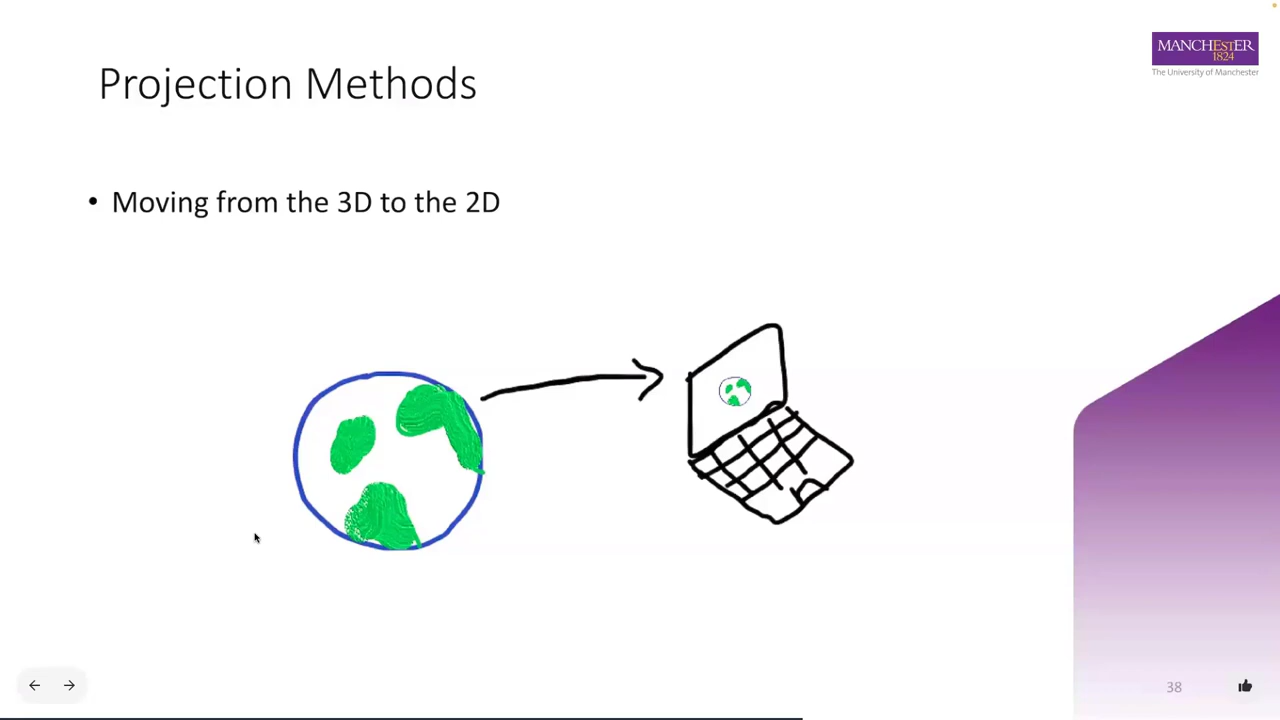 MANCHESTER
1824
The University of Manchester
Projection Methods
• Moving from the 3D to the 2D
38